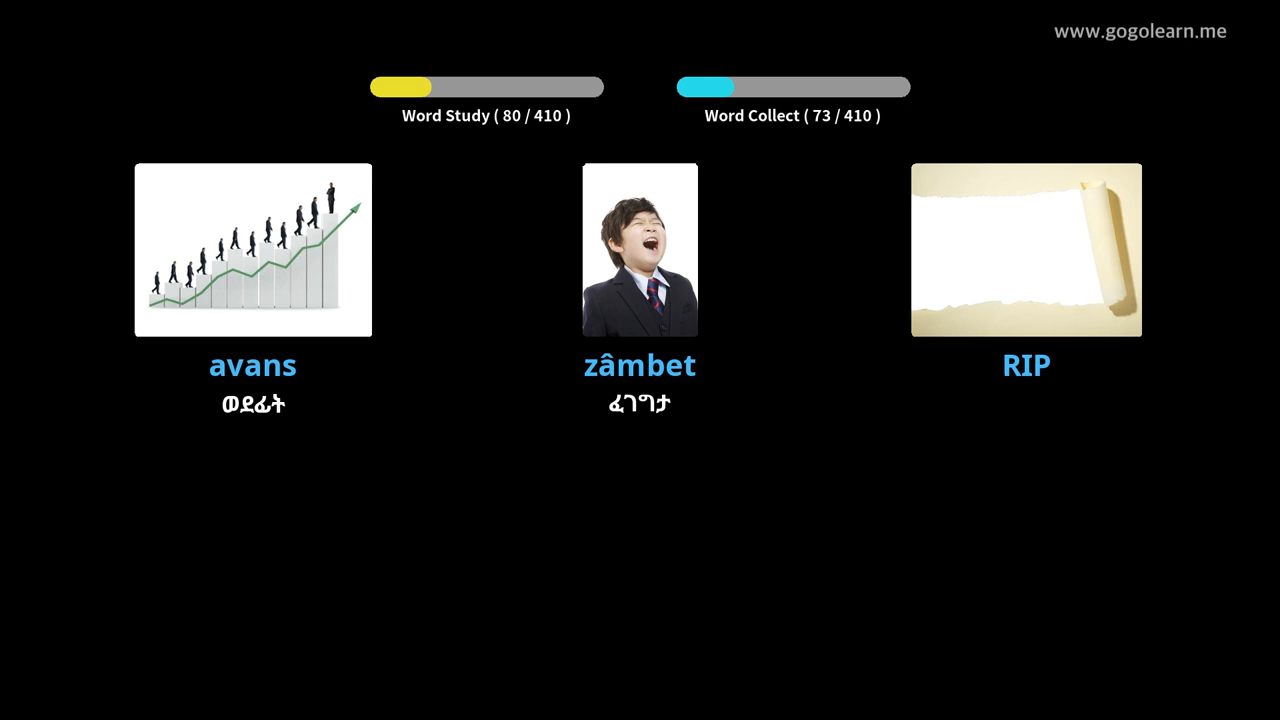 www.gogolearn.me
Word Study ( 80 / 410 )
Word Collect ( 73 / 410 )
avans
zâmbet
RIP
ወደፊት
ፈገግታ